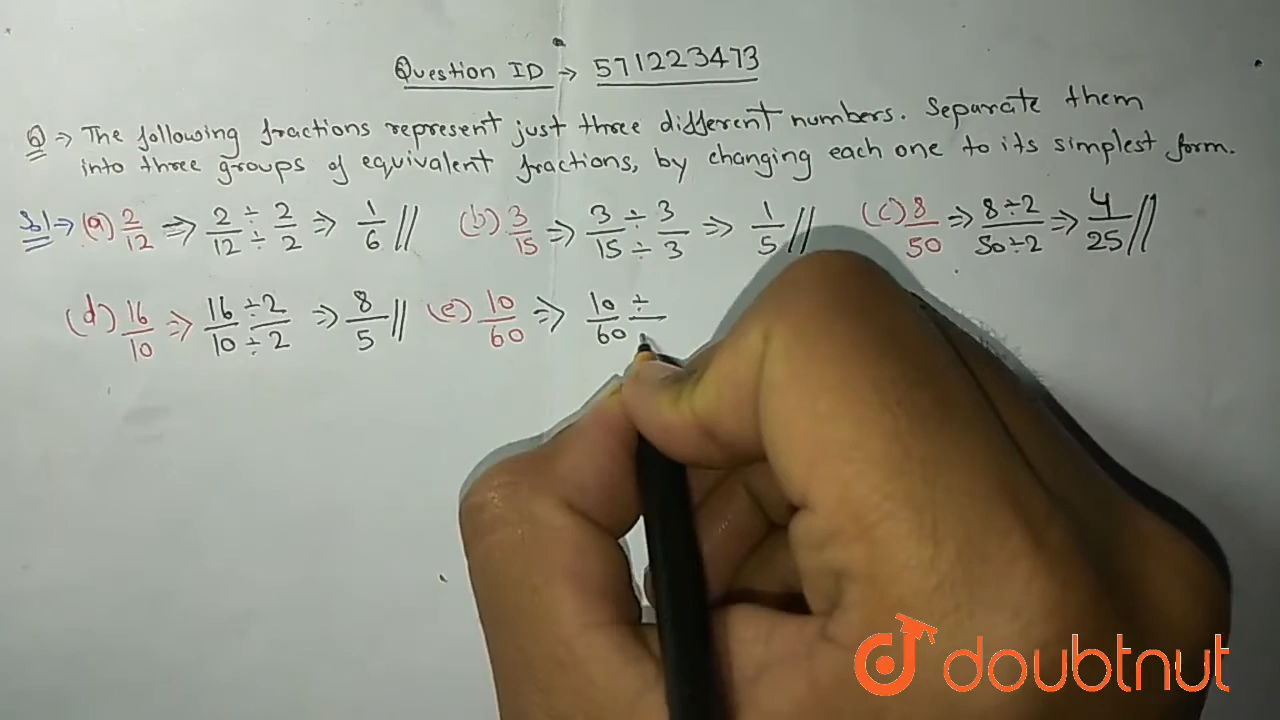 Question ID → 571223473
Q ⇒ The following fractions represent just three different numbers. Separate them
into three groups of equivalent fractions, by changing each one to its simplest form.
Sol ⇒ (a) 2/12 ⇒ 2 ÷ 2 / 12 ÷ 2 ⇒ 1/6 // (b) 3/15 ⇒ 3 ÷ 3 / 15 ÷ 3 ⇒ 1/5 // (c) 8/50 ⇒ 8÷2 / 50÷2 ⇒ 4/25 //
(d) 16/10 ⇒ 16 ÷ 2 / 10 ÷ 2 ⇒ 8/5 // (e) 10/60 ⇒ 10 ÷ / 60
doubtnut